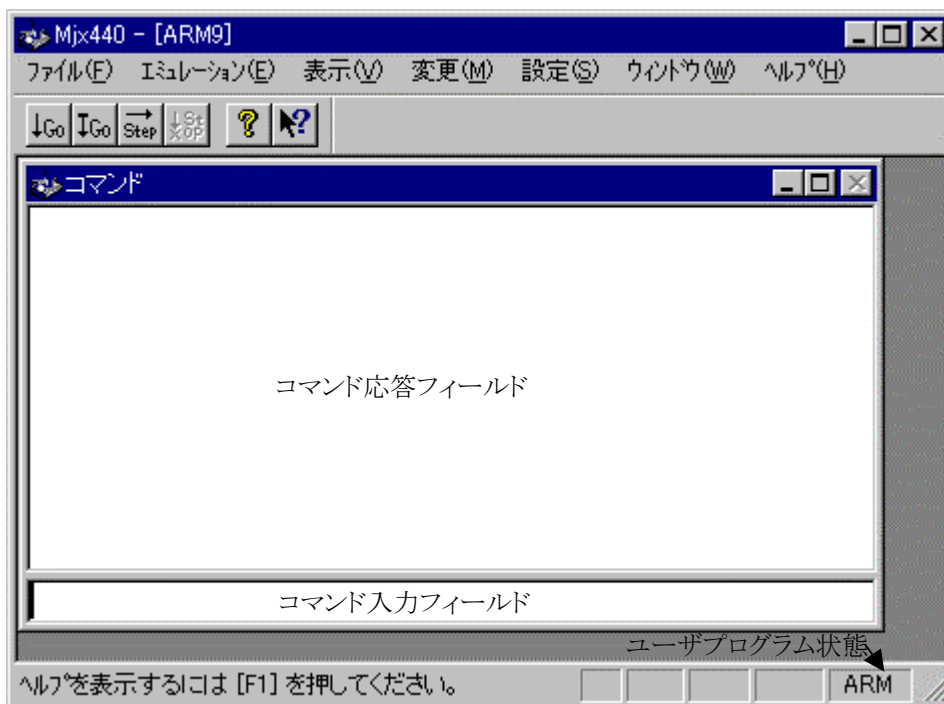 Mjx440 - [ARM9]
ﾌｧｲﾙ(F) ｴﾐｭﾚｰｼｮﾝ(E) 表示(V) 変更(M) 設定(S) ｳｨﾝﾄﾞｳ(W) ﾍﾙﾌﾟ(H)
↓Go ↧Go Step St op ? ?
コマンド
コマンド応答フィールド
コマンド入力フィールド
ユーザプログラム状態
ﾍﾙﾌﾟを表示するには [F1] を押してください。 ARM